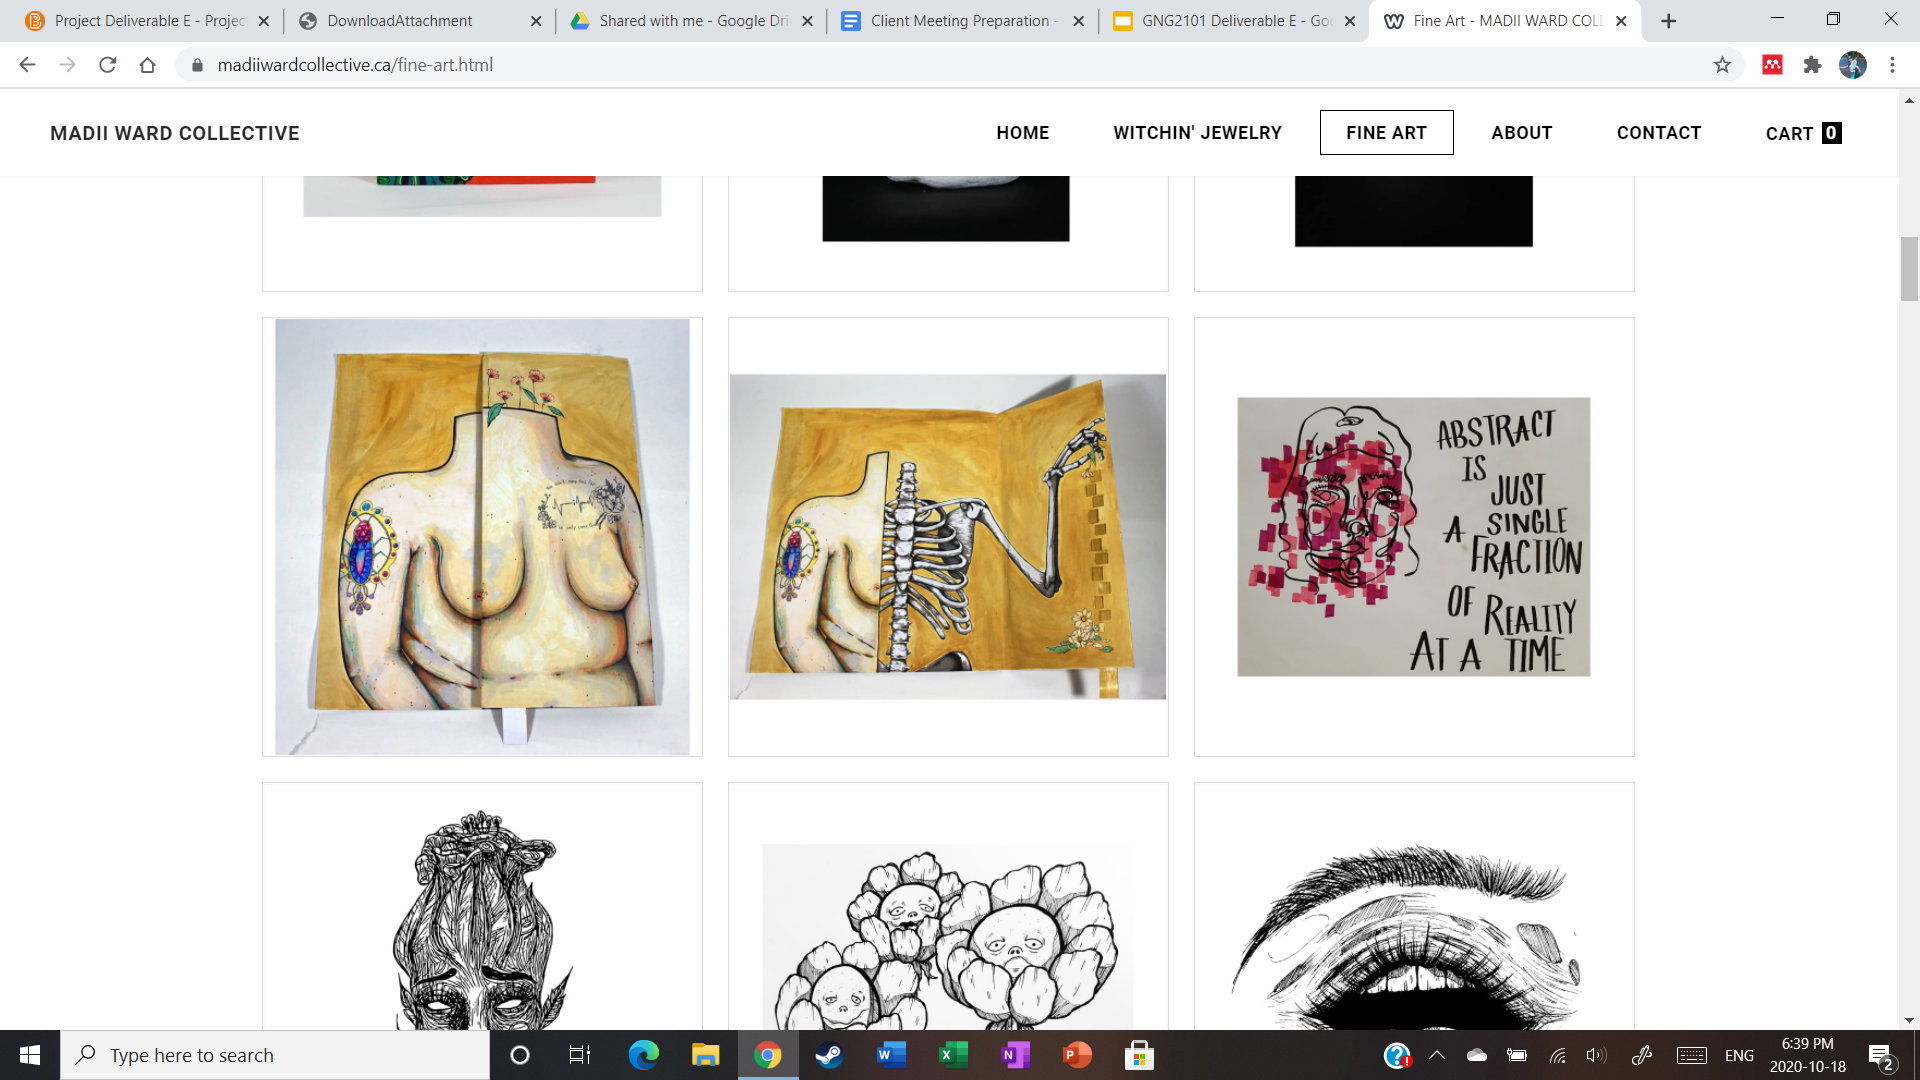 Project Deliverable E - Projec
DownloadAttachment
Shared with me - Google Dri
Client Meeting Preparation -
GNG2101 Deliverable E - Goo
Fine Art - MADII WARD COLL
madiiwardcollective.ca/fine-art.html
MADII WARD COLLECTIVE
HOME
WITCHIN' JEWELRY
FINE ART
ABOUT
CONTACT
CART 0
ABSTRACT
IS
JUST
A SINGLE
FRACTION
OF REALITY
AT A TIME
Type here to search
ENG
6:39 PM
2020-10-18
2